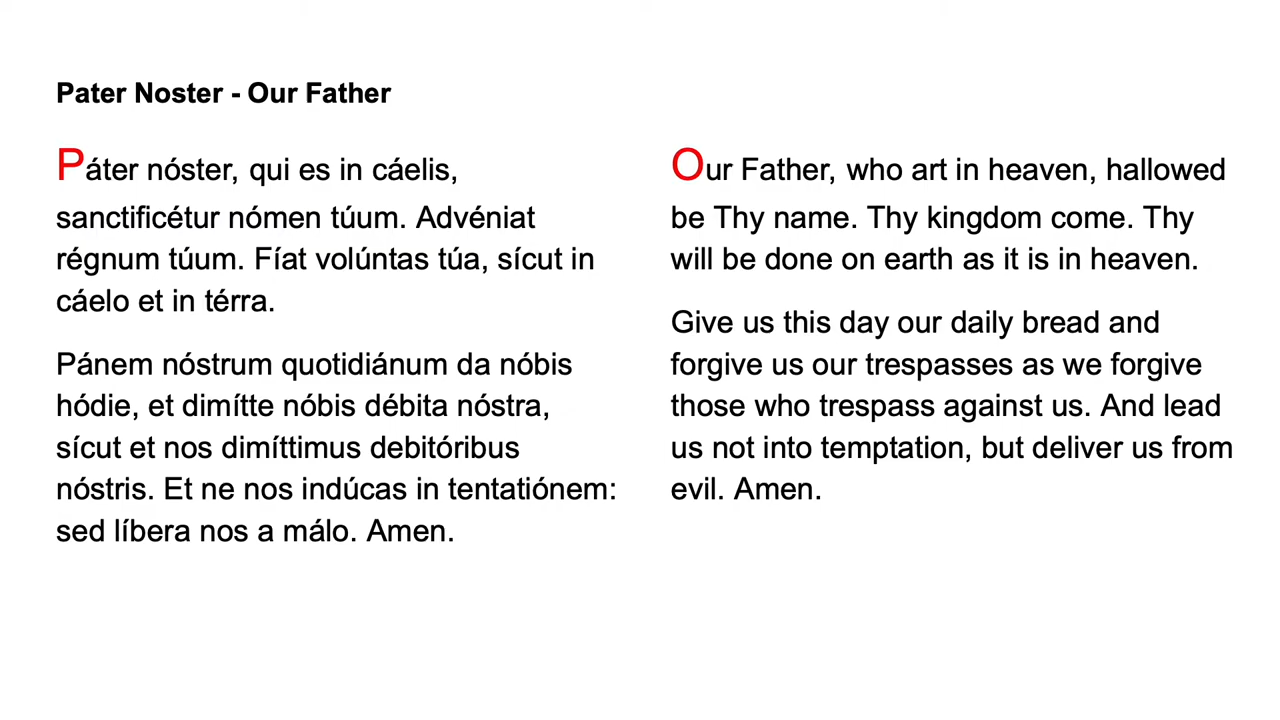 Pater Noster - Our Father
Páter nóster, qui es in cáelis,
sanctificétur nómen túum. Advéniat
régnum túum. Fíat volúntas túa, sícut in
cáelo et in térra.
Pánem nóstrum quotidiánum da nóbis
hódie, et dimítte nóbis débita nóstra,
sícut et nos dimíttimus debitóribus
nóstris. Et ne nos indúcas in tentatiónem:
sed líbera nos a málo. Amen.
Our Father, who art in heaven, hallowed
be Thy name. Thy kingdom come. Thy
will be done on earth as it is in heaven.
Give us this day our daily bread and
forgive us our trespasses as we forgive
those who trespass against us. And lead
us not into temptation, but deliver us from
evil. Amen.